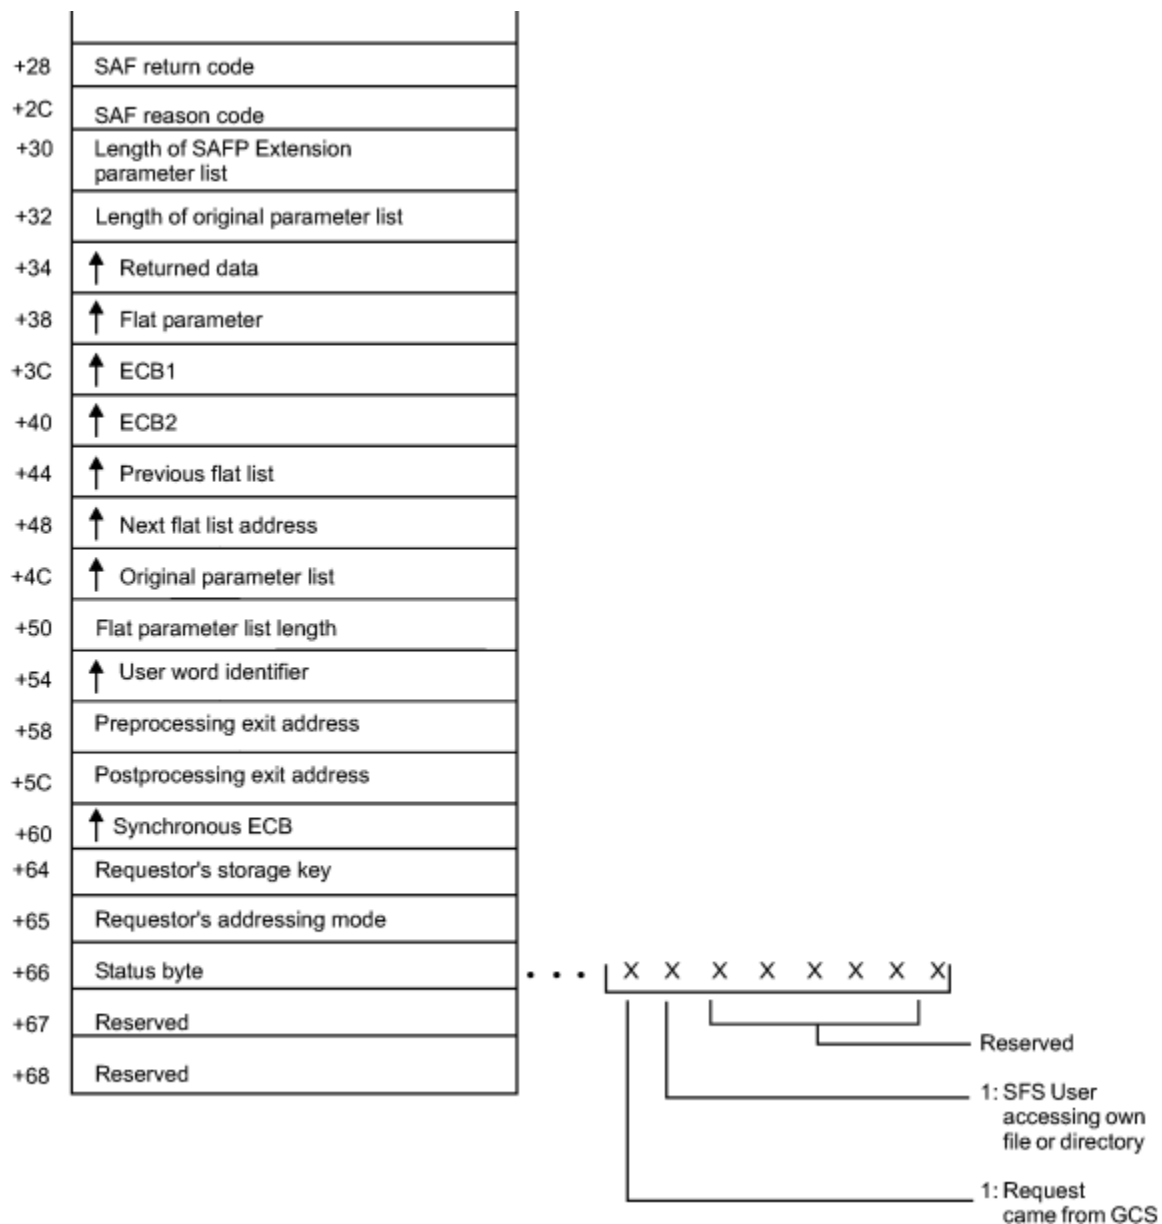 +28 SAF return code
+2C SAF reason code
+30 Length of SAFP Extension
parameter list
+32 Length of original parameter list
+34 ↑ Returned data
+38 ↑ Flat parameter
+3C ↑ ECB1
+40 ↑ ECB2
+44 ↑ Previous flat list
+48 ↑ Next flat list address
+4C ↑ Original parameter list
+50 Flat parameter list length
+54 ↑ User word identifier
+58 Preprocessing exit address
+5C Postprocessing exit address
+60 ↑ Synchronous ECB
+64 Requestor's storage key
+65 Requestor's addressing mode
+66 Status byte . . . X X X X X X X X
+67 Reserved
Reserved
+68 Reserved
1: SFS User
accessing own
file or directory
1: Request
came from GCS